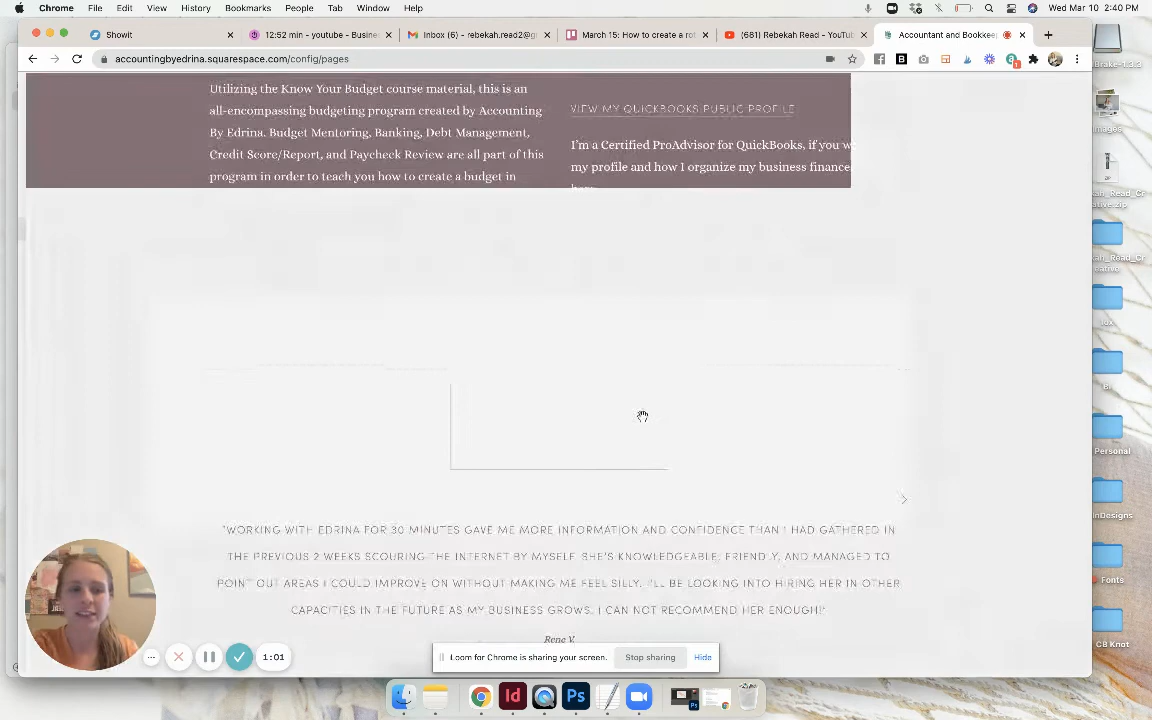 Chrome File Edit View History Bookmarks People Tab Window Help Wed Mar 10 2:40 PM
Showit 12:52 min - youtube - Busine Inbox (6) - rebekah.read2@g March 15: How to create a rot (681) Rebekah Read - YouTub Accountant and Bookkeep
accountingbyedrina.squarespace.com/config/pages
Utilizing the Know Your Budget course material, this is an
all-encompassing budgeting program created by Accounting
By Edrina. Budget Mentoring, Banking, Debt Management,
Credit Score/Report, and Paycheck Review are all part of this
program in order to teach you how to create a budget in
VIEW MY QUICKBOOKS PUBLIC PROFILE
I'm a Certified ProAdvisor for QuickBooks, if you w
my profile and how I organize my business finance
"WORKING WITH EDRINA FOR 30 MINUTES GAVE ME MORE INFORMATION AND CONFIDENCE THAN I HAD GATHERED IN
THE PREVIOUS 2 WEEKS SCOURING THE INTERNET BY MYSELF. SHE'S KNOWLEDGEABLE, FRIENDLY, AND MANAGED TO
POINT OUT AREAS I COULD IMPROVE ON WITHOUT MAKING ME FEEL SILLY. I'LL BE LOOKING INTO HIRING HER IN OTHER
CAPACITIES IN THE FUTURE AS MY BUSINESS GROWS. I CAN NOT RECOMMEND HER ENOUGH!"
Rene V.
1:01
Loom for Chrome is sharing your screen. Stop sharing Hide
Images
Personal
InDesigns
Fonts
CB Knot